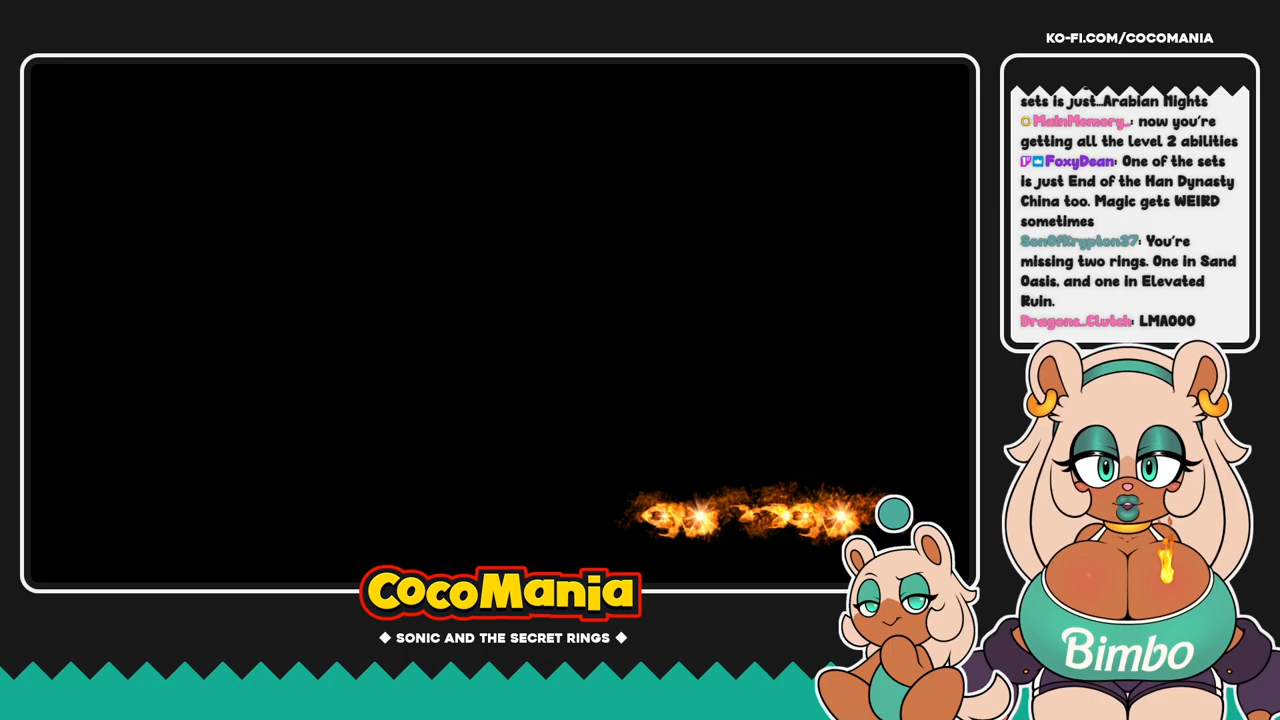 KO-FI.COM/COCOMANIA
sets is just...Arabian Nights
MainMemory_: now you're
getting all the level 2 abilities
FoxyDean: One of the sets
is just End of the Han Dynasty
China too. Magic gets WEIRD
sometimes
SonOfKrypton37: You're
missing two rings. One in Sand
Oasis, and one in Elevated
Ruin.
Dragons_Clutch: LMAOOO
CocoMania
◆ SONIC AND THE SECRET RINGS ◆
Bimbo